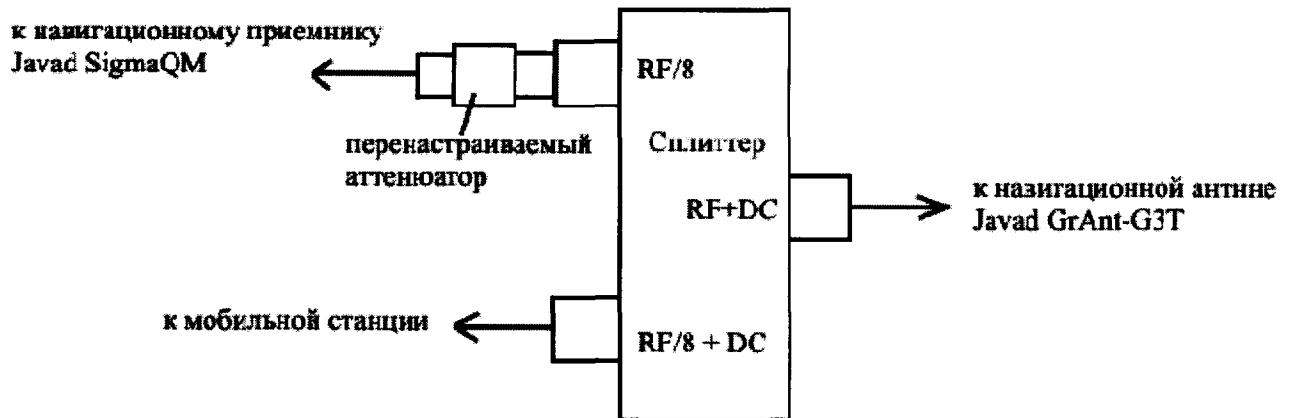 к навигационному приемнику
Javad SigmaQM
RF/8
перенастраиваемый
аттенюатор
Сплиттер
RF+DC
к назигационной антнне
Javad GrAnt-G3T
к мобильной станции
RF/8 + DC